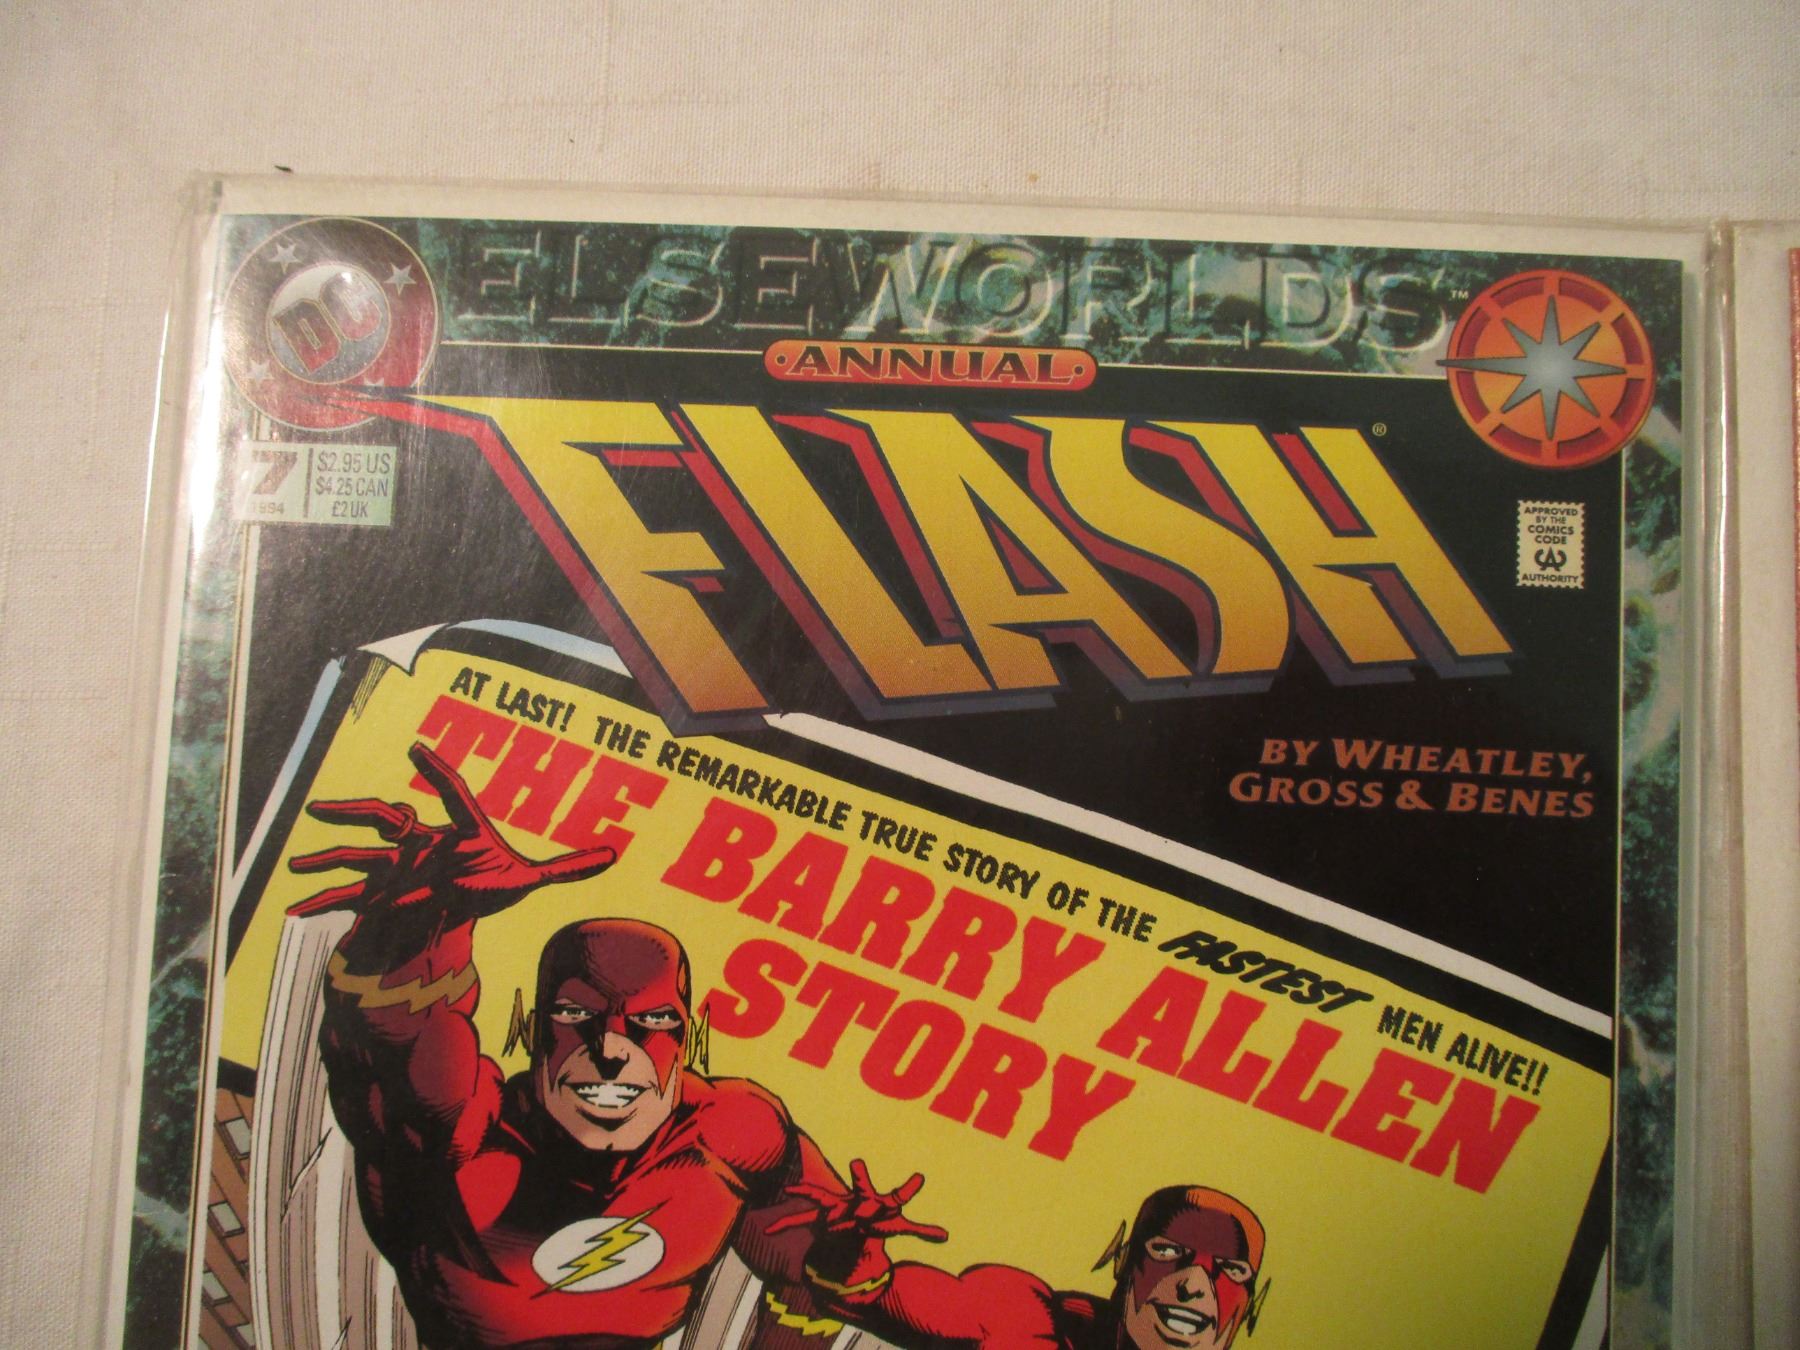 ELSEWORLDS™
DC
·ANNUAL·
FLASH®
7
1994
$2.95 US
$4.25 CAN
£2 UK
APPROVED
BY THE
COMICS
CODE
CA
AUTHORITY
BY WHEATLEY,
GROSS & BENES
AT LAST! THE REMARKABLE TRUE STORY OF THE FASTEST MEN ALIVE!!
THE BARRY ALLEN
STORY